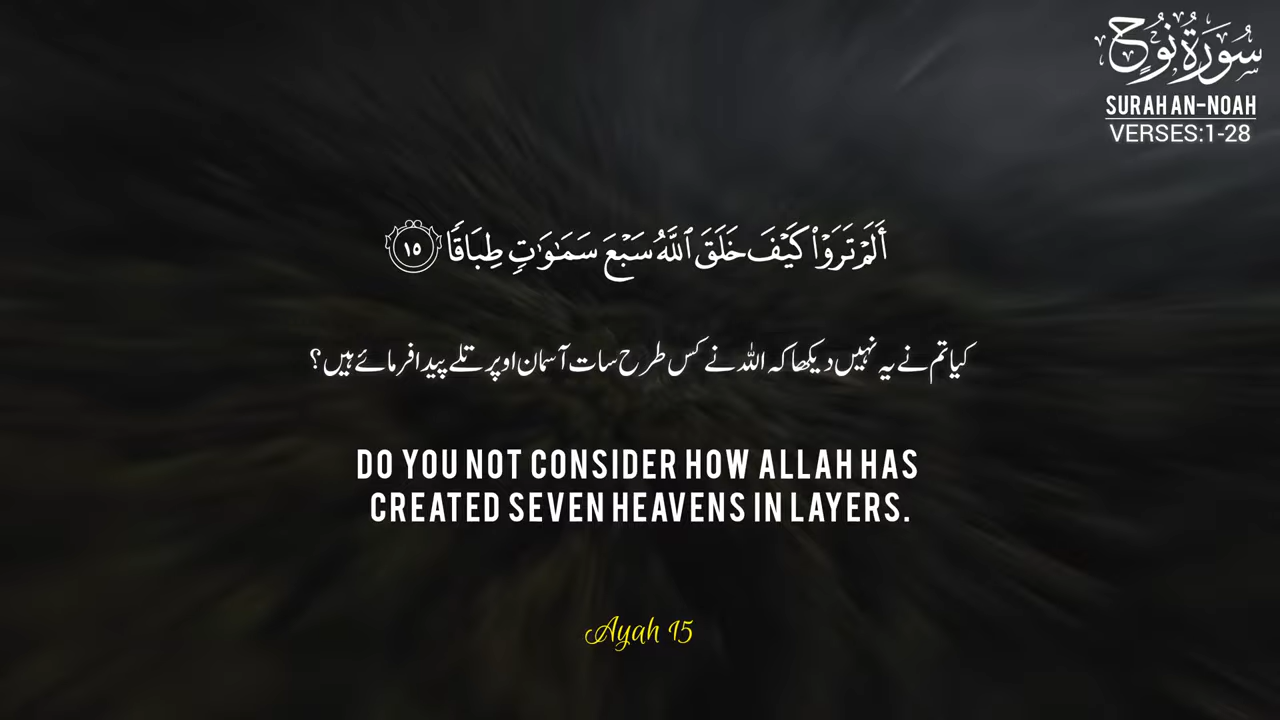 سُورَةُ نُوحٍ
SURAH AN-NOAH
VERSES:1-28
أَلَمْ تَرَوْا۟ كَيْفَ خَلَقَ ٱللَّهُ سَبْعَ سَمَـٰوَٰتٍ طِبَاقًا ١٥
کیا تم نے یہ نہیں دیکھا کہ اللہ نے کس طرح سات آسمان اوپر تلے پیدا فرمائے ہیں؟
DO YOU NOT CONSIDER HOW ALLAH HAS
CREATED SEVEN HEAVENS IN LAYERS.
Ayah 15